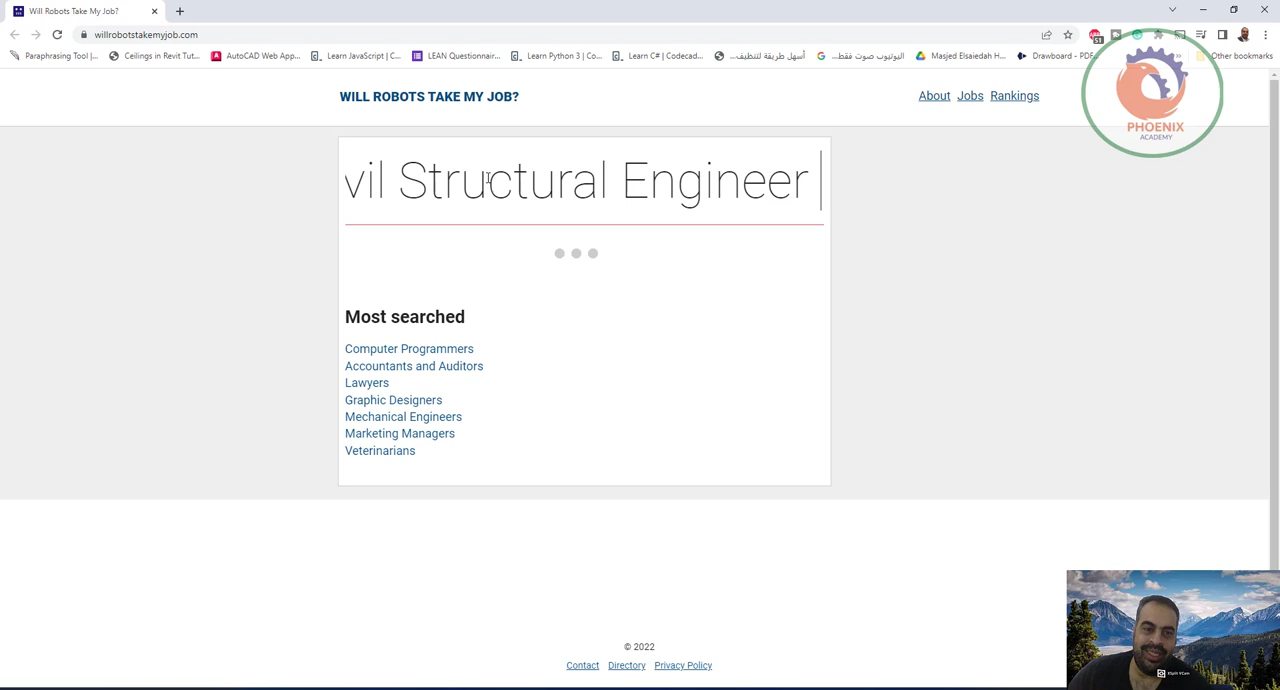 Will Robots Take My Job?
willrobotstakemyjob.com
51
Paraphrasing Tool |...
Ceilings in Revit Tut...
AutoCAD Web App...
Learn JavaScript | C...
LEAN Questionnair...
Learn Python 3 | Co...
Learn C# | Codecad...
أسهل طريقة لتنظيف...
اليوتيوب صوت فقط...
Masjed Elsaiedah H...
Drawboard - PDF
Other bookmarks
WILL ROBOTS TAKE MY JOB?
About Jobs Rankings
PHOENIX
ACADEMY
vil Structural Engineer
Most searched
Computer Programmers
Accountants and Auditors
Lawyers
Graphic Designers
Mechanical Engineers
Marketing Managers
Veterinarians
© 2022
Contact Directory Privacy Policy
XSplit VCam